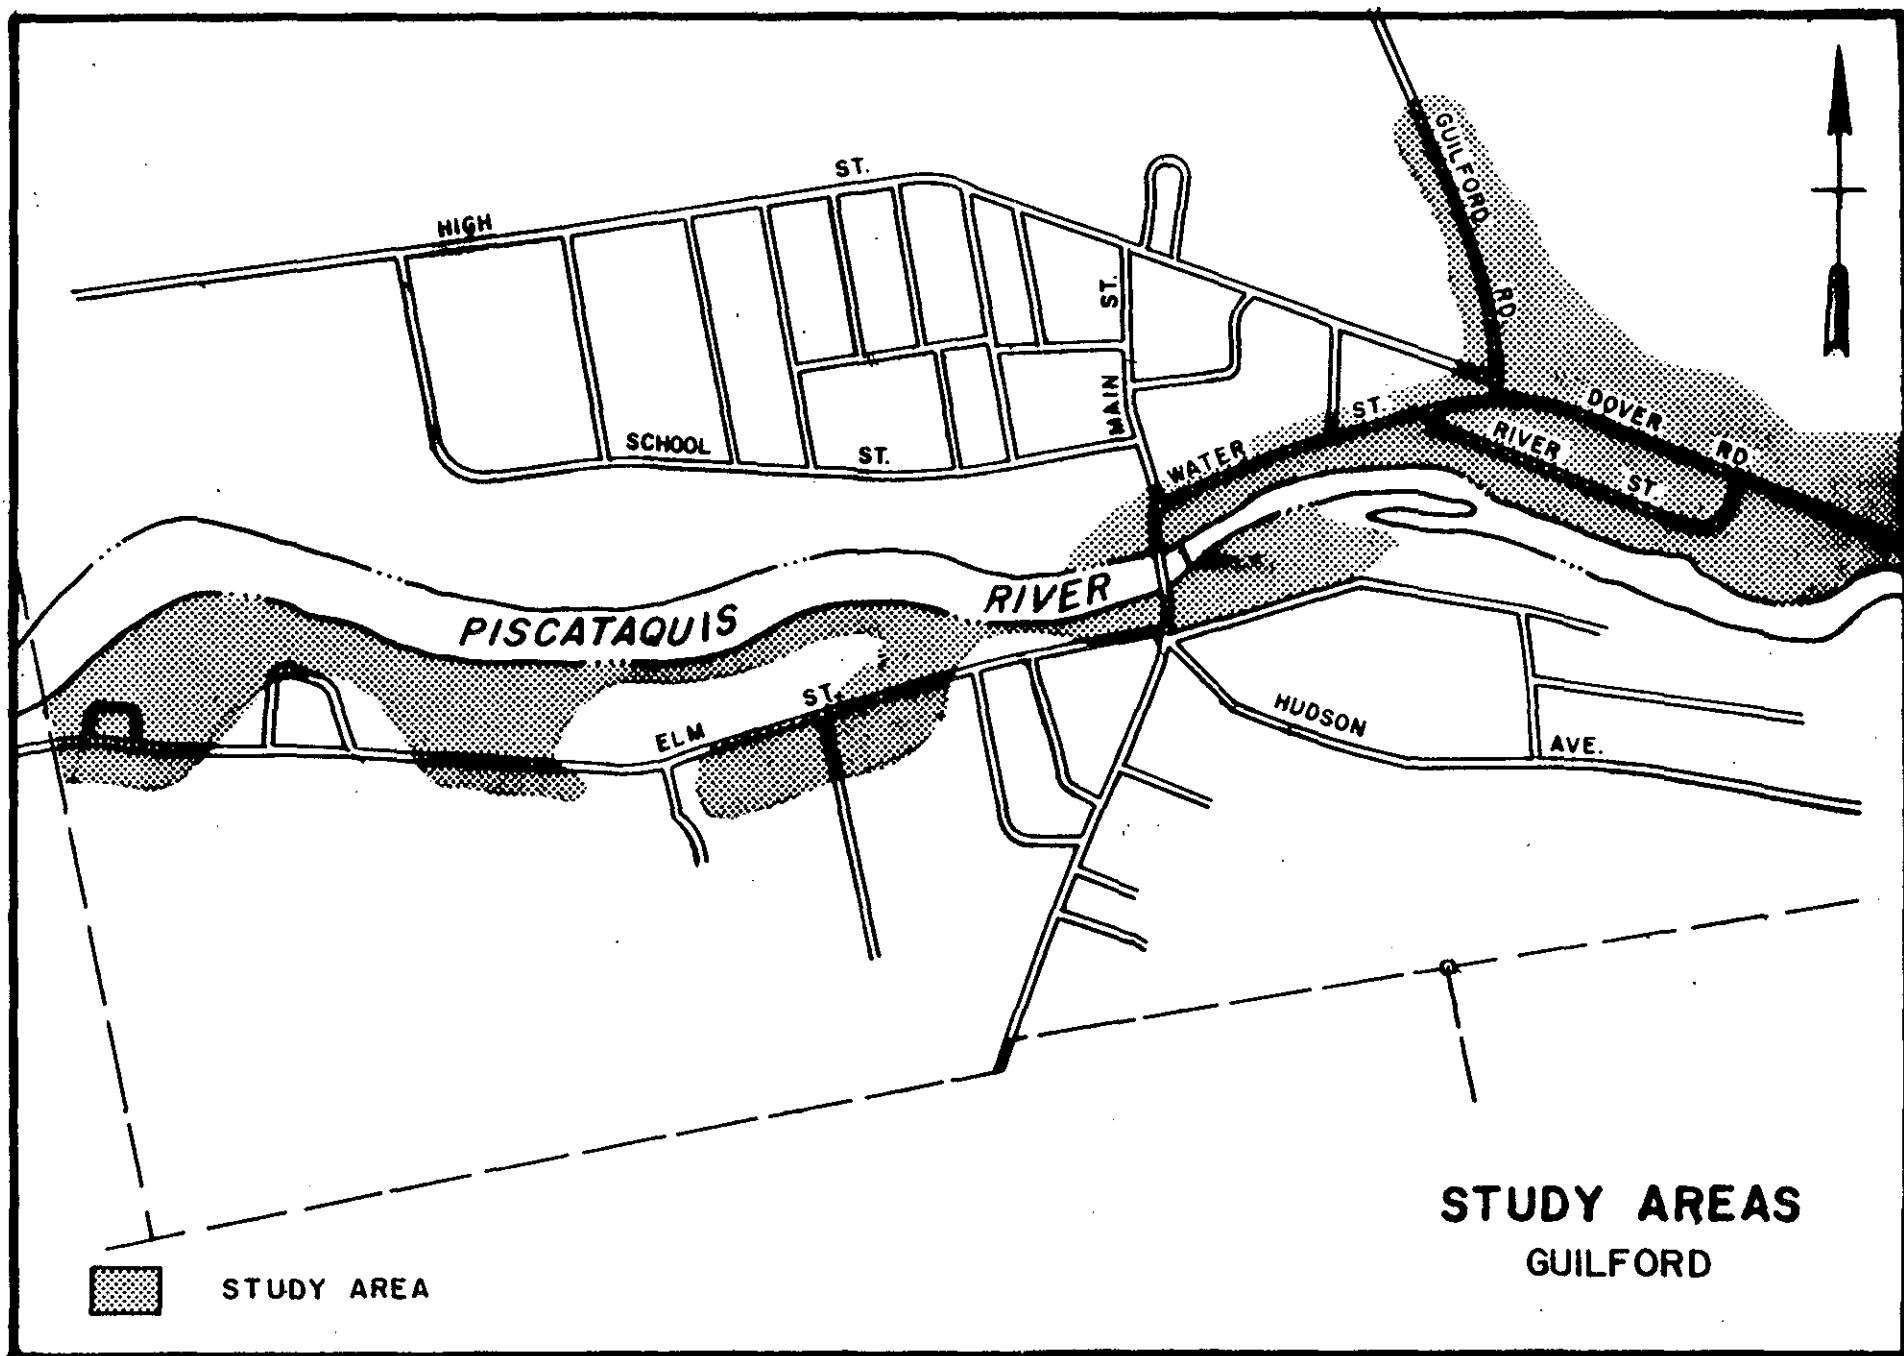 HIGH ST.
GUILFORD RD.
MAIN ST.
SCHOOL ST.
WATER ST.
DOVER RD.
RIVER ST.
PISCATAQUIS RIVER
ELM ST.
HUDSON AVE.
STUDY AREAS
GUILFORD
STUDY AREA